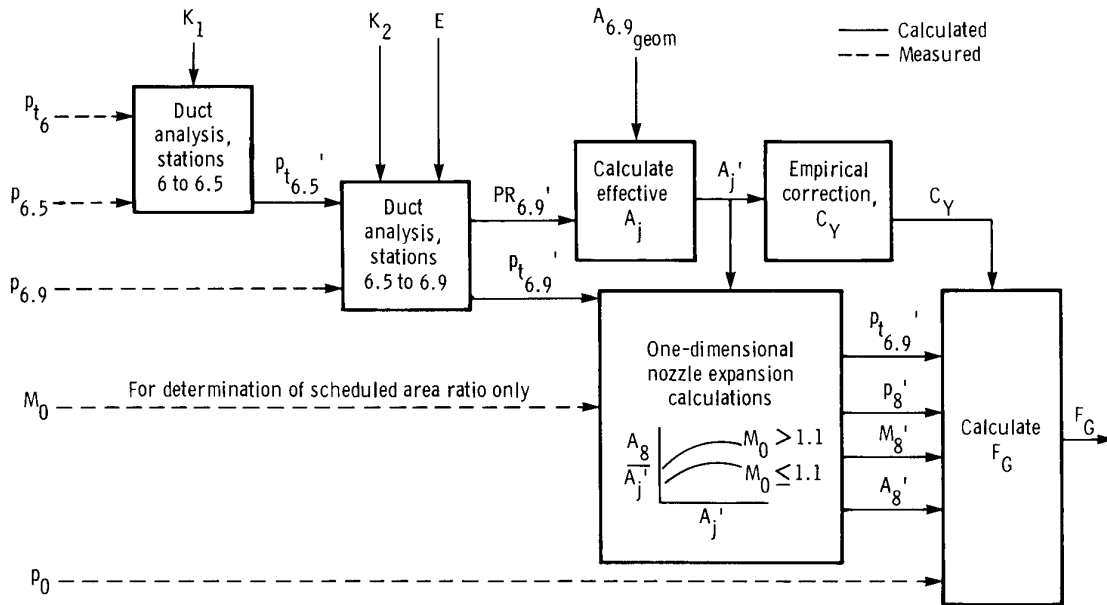 K1
K2
E
A6.9geom
Calculated
Measured
pt6
p6.5
Duct
analysis,
stations
6 to 6.5
pt6.5'
p6.9
Duct
analysis,
stations
6.5 to 6.9
PR6.9'
pt6.9'
Calculate
effective
Aj
Aj'
Empirical
correction,
CY
CY
M0
For determination of scheduled area ratio only
One-dimensional
nozzle expansion
calculations
A8
Aj'
M0 > 1.1
M0 ≤ 1.1
Aj'
pt6.9'
p8'
M8'
A8'
Calculate
FG
FG
p0